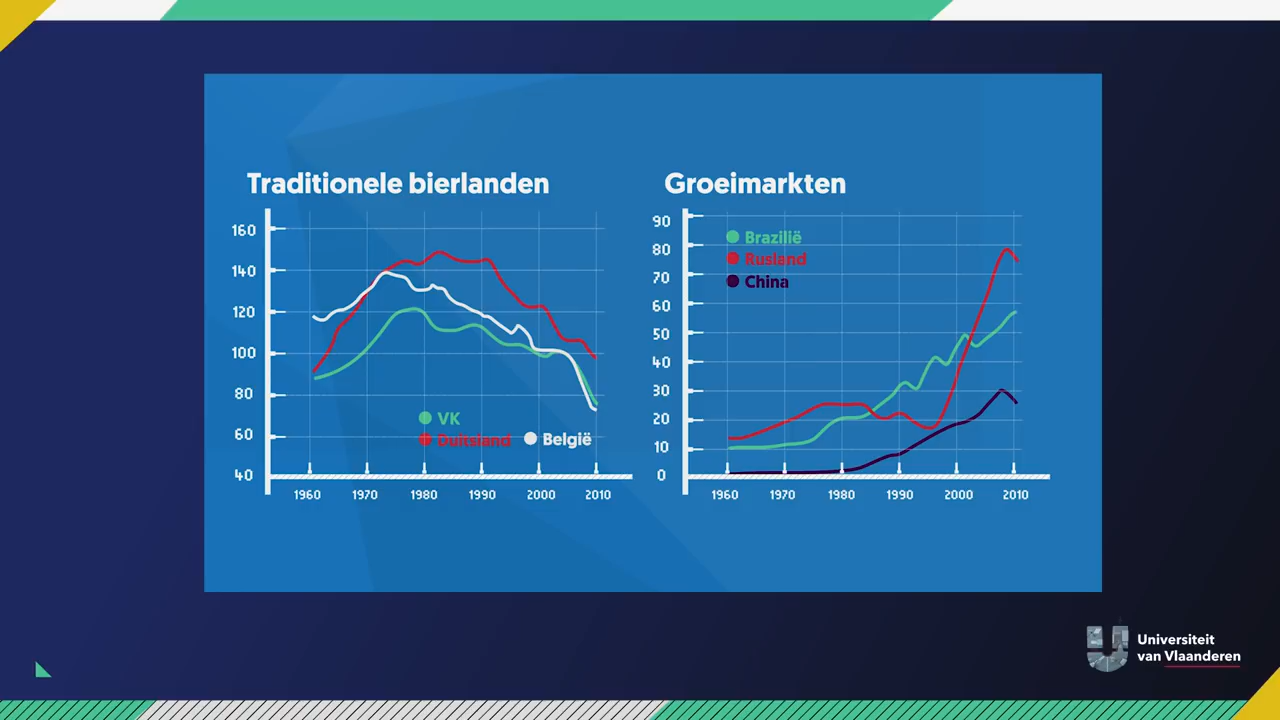 Traditionele bierlanden
160
140
120
100
80
60
40
VK
Duitsland
België
1960 1970 1980 1990 2000 2010
Groeimarkten
90
80
70
60
50
40
30
20
10
0
Brazilië
Rusland
China
1960 1970 1980 1990 2000 2010
Universiteit
van Vlaanderen